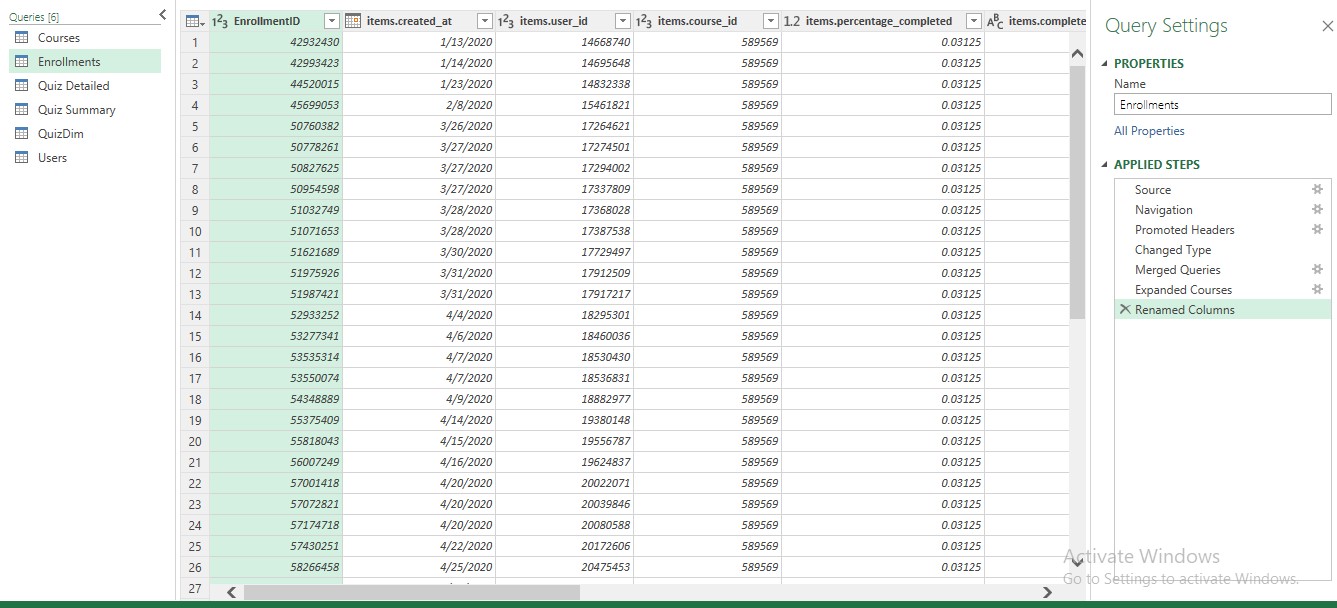 Queries [6]
Courses
Enrollments
Quiz Detailed
Quiz Summary
QuizDim
Users
1²3 EnrollmentID items.created_at 1²3 items.user_id 1²3 items.course_id 1.2 items.percentage_completed ABC items.complete
1 42932430 1/13/2020 14668740 589569 0.03125
2 42993423 1/14/2020 14695648 589569 0.03125
3 44520015 1/23/2020 14832338 589569 0.03125
4 45699053 2/8/2020 15461821 589569 0.03125
5 50760382 3/26/2020 17264621 589569 0.03125
6 50778261 3/27/2020 17274501 589569 0.03125
7 50827625 3/27/2020 17294002 589569 0.03125
8 50954598 3/27/2020 17337809 589569 0.03125
9 51032749 3/28/2020 17368028 589569 0.03125
10 51071653 3/28/2020 17387538 589569 0.03125
11 51621689 3/30/2020 17729497 589569 0.03125
12 51975926 3/31/2020 17912509 589569 0.03125
13 51987421 3/31/2020 17917217 589569 0.03125
14 52933252 4/4/2020 18295301 589569 0.03125
15 53277341 4/6/2020 18460036 589569 0.03125
16 53535314 4/7/2020 18530430 589569 0.03125
17 53550074 4/7/2020 18536831 589569 0.03125
18 54348889 4/9/2020 18882977 589569 0.03125
19 55375409 4/14/2020 19380148 589569 0.03125
20 55818043 4/15/2020 19556787 589569 0.03125
21 56007249 4/16/2020 19624837 589569 0.03125
22 57001418 4/20/2020 20022071 589569 0.03125
23 57072821 4/20/2020 20039846 589569 0.03125
24 57174718 4/20/2020 20080588 589569 0.03125
25 57430251 4/22/2020 20172606 589569 0.03125
26 58266458 4/25/2020 20475453 589569 0.03125
27
Query Settings
PROPERTIES
Name
Enrollments
All Properties
APPLIED STEPS
Source
Navigation
Promoted Headers
Changed Type
Merged Queries
Expanded Courses
Renamed Columns
Activate Windows
Go to Settings to activate Windows.